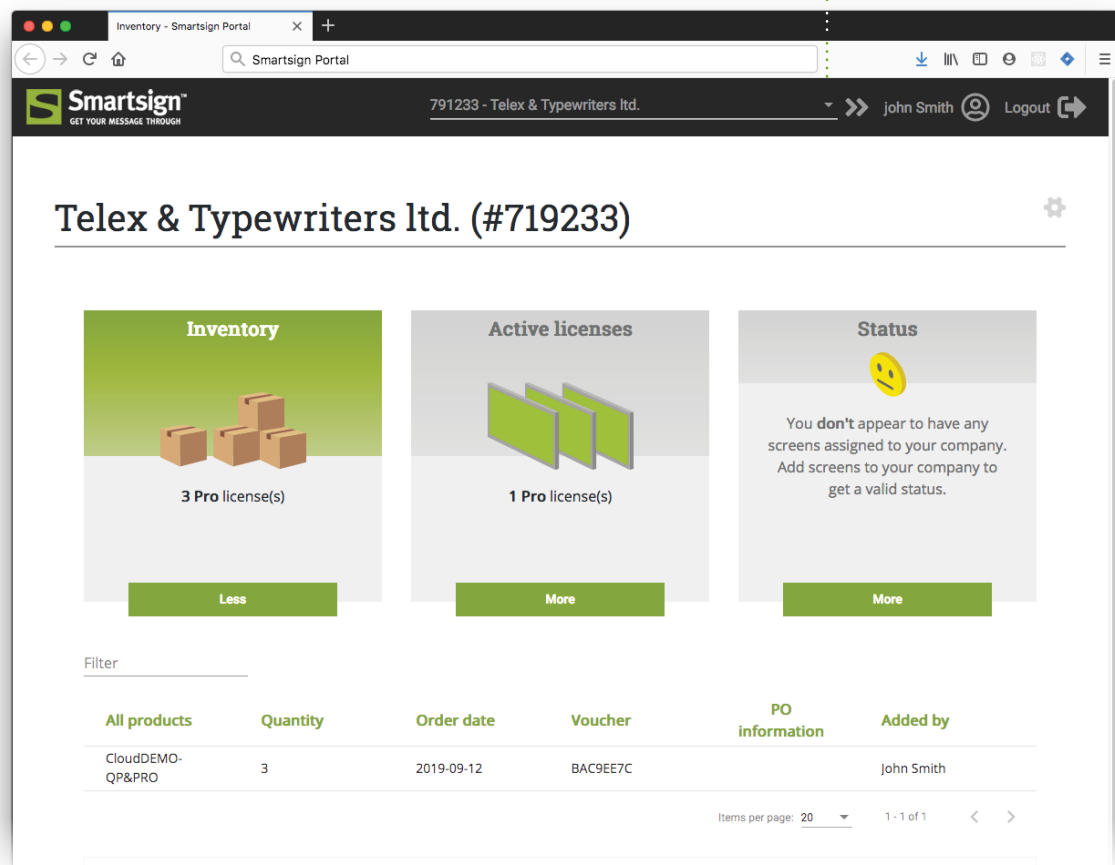 Inventory - Smartsign Portal
Smartsign Portal
Smartsign™
GET YOUR MESSAGE THROUGH
791233 - Telex & Typewriters ltd.
john Smith
Logout
Telex & Typewriters ltd. (#719233)
Inventory
3 Pro license(s)
Less
Active licenses
1 Pro license(s)
More
Status
You don't appear to have any
screens assigned to your company.
Add screens to your company to
get a valid status.
More
Filter
All products Quantity Order date Voucher PO information Added by
CloudDEMO-QP&PRO 3 2019-09-12 BAC9EE7C John Smith
Items per page: 20 1 - 1 of 1